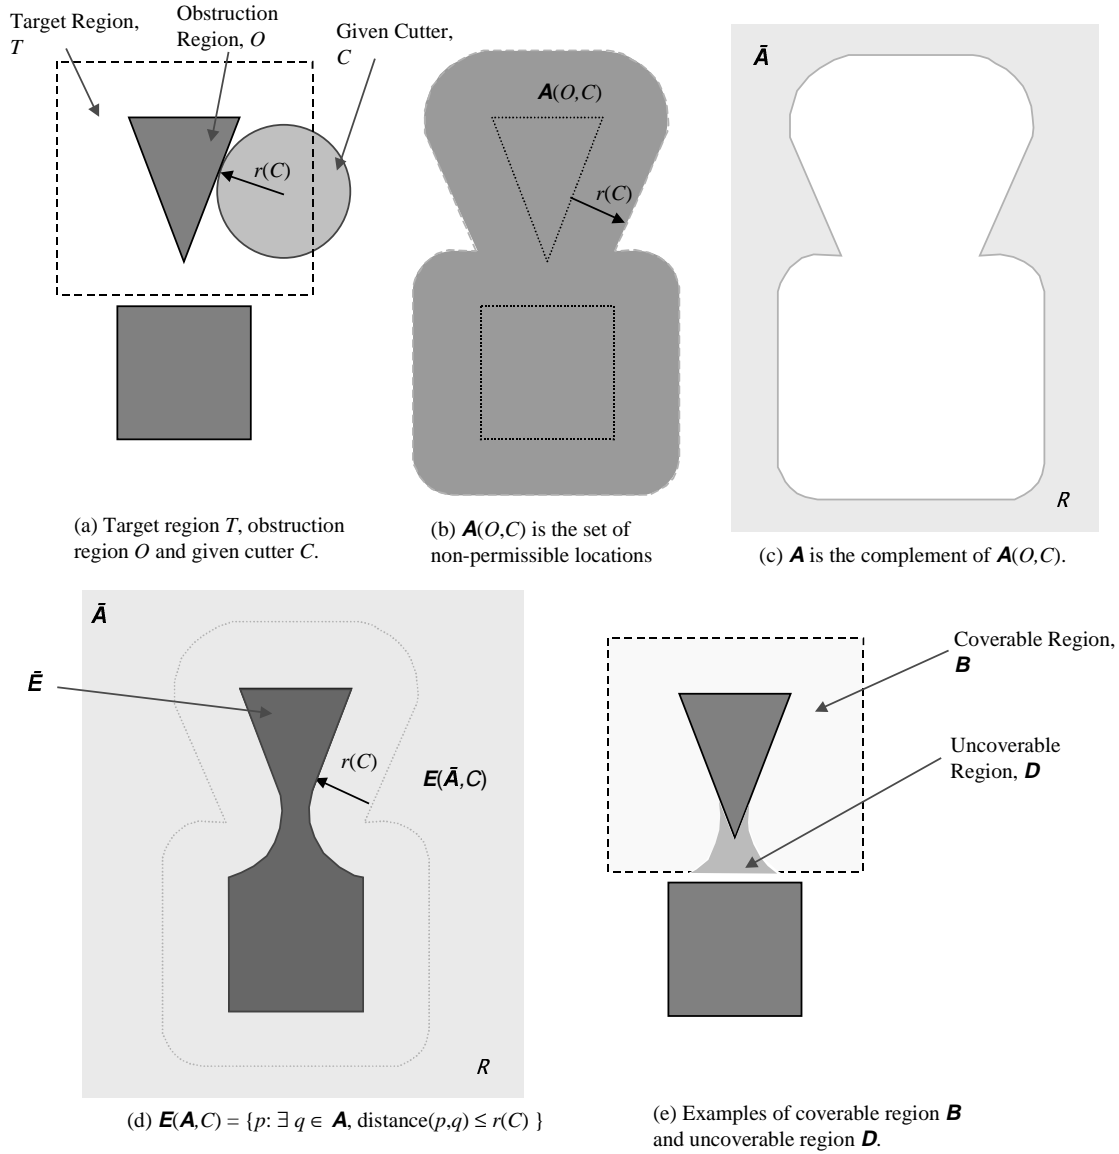 Target Region,
T
Obstruction
Region, O
Given Cutter,
C
r(C)
A(O,C)
r(C)
Ā
R
(a) Target region T, obstruction
region O and given cutter C.
(b) A(O,C) is the set of
non-permissible locations
(c) A is the complement of A(O,C).
Ā
Ē
r(C)
E(Ā,C)
R
Coverable Region,
B
Uncoverable
Region, D
(d) E(A,C) = {p: ∃ q ∈ A, distance(p,q) ≤ r(C) }
(e) Examples of coverable region B
and uncoverable region D.